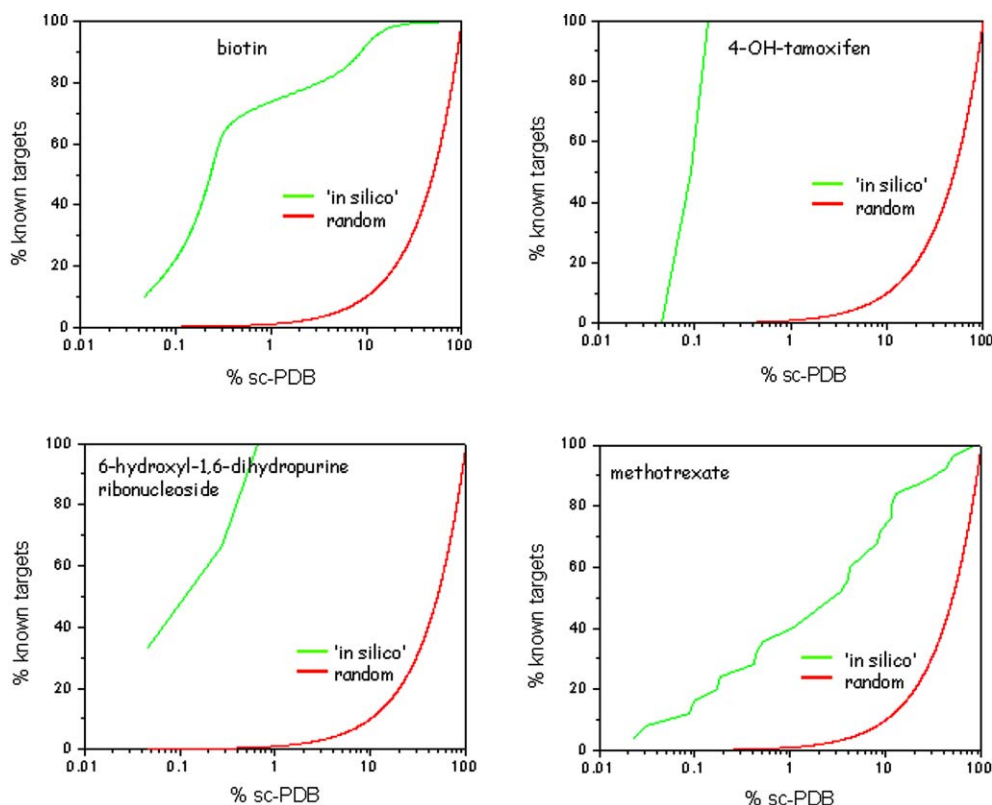 biotin
% known targets
100
80
60
40
20
0
'in silico'
random
0.01 0.1 1 10 100
% sc-PDB
4-OH-tamoxifen
% known targets
100
80
60
40
20
0
'in silico'
random
0.01 0.1 1 10 100
% sc-PDB
6-hydroxyl-1,6-dihydropurine
ribonucleoside
% known targets
100
80
60
40
20
0
'in silico'
random
0.01 0.1 1 10 100
% sc-PDB
methotrexate
% known targets
100
80
60
40
20
0
'in silico'
random
0.01 0.1 1 10 100
% sc-PDB